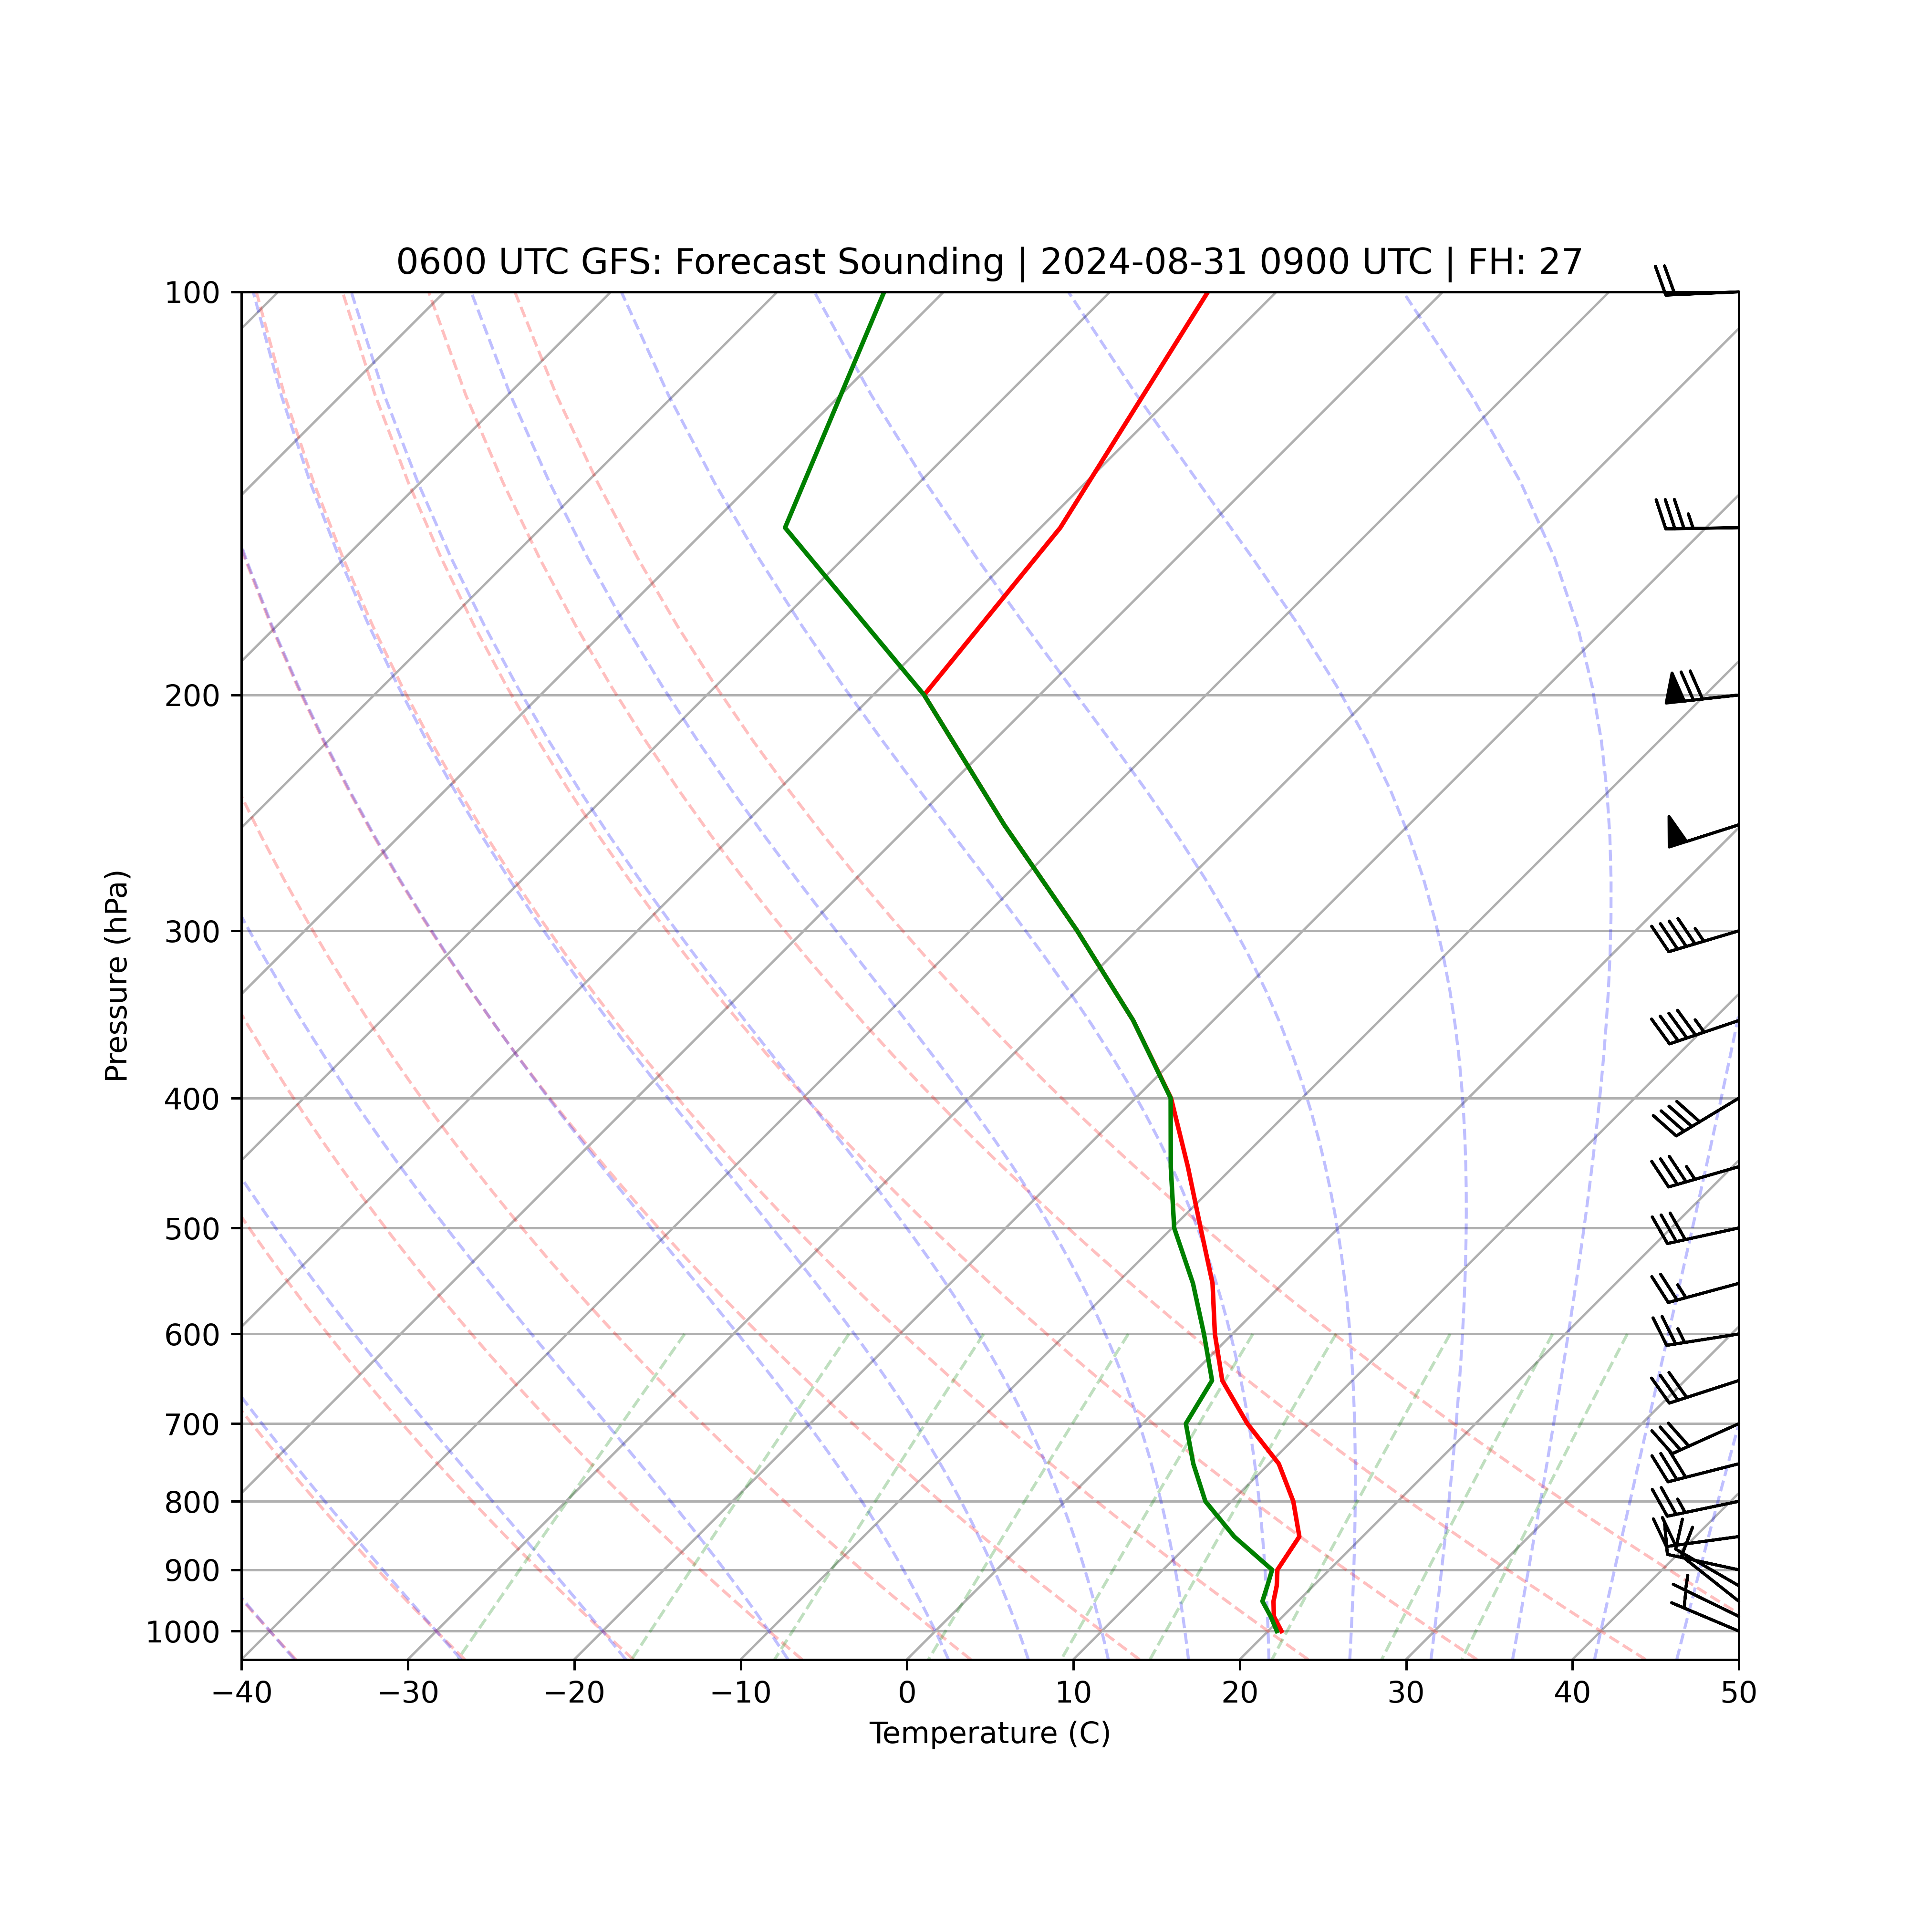 0600 UTC GFS: Forecast Sounding | 2024-08-31 0900 UTC | FH: 27
100
200
300
400
500
600
700
800
900
1000
Pressure (hPa)
−40 −30 −20 −10 0 10 20 30 40 50
Temperature (C)